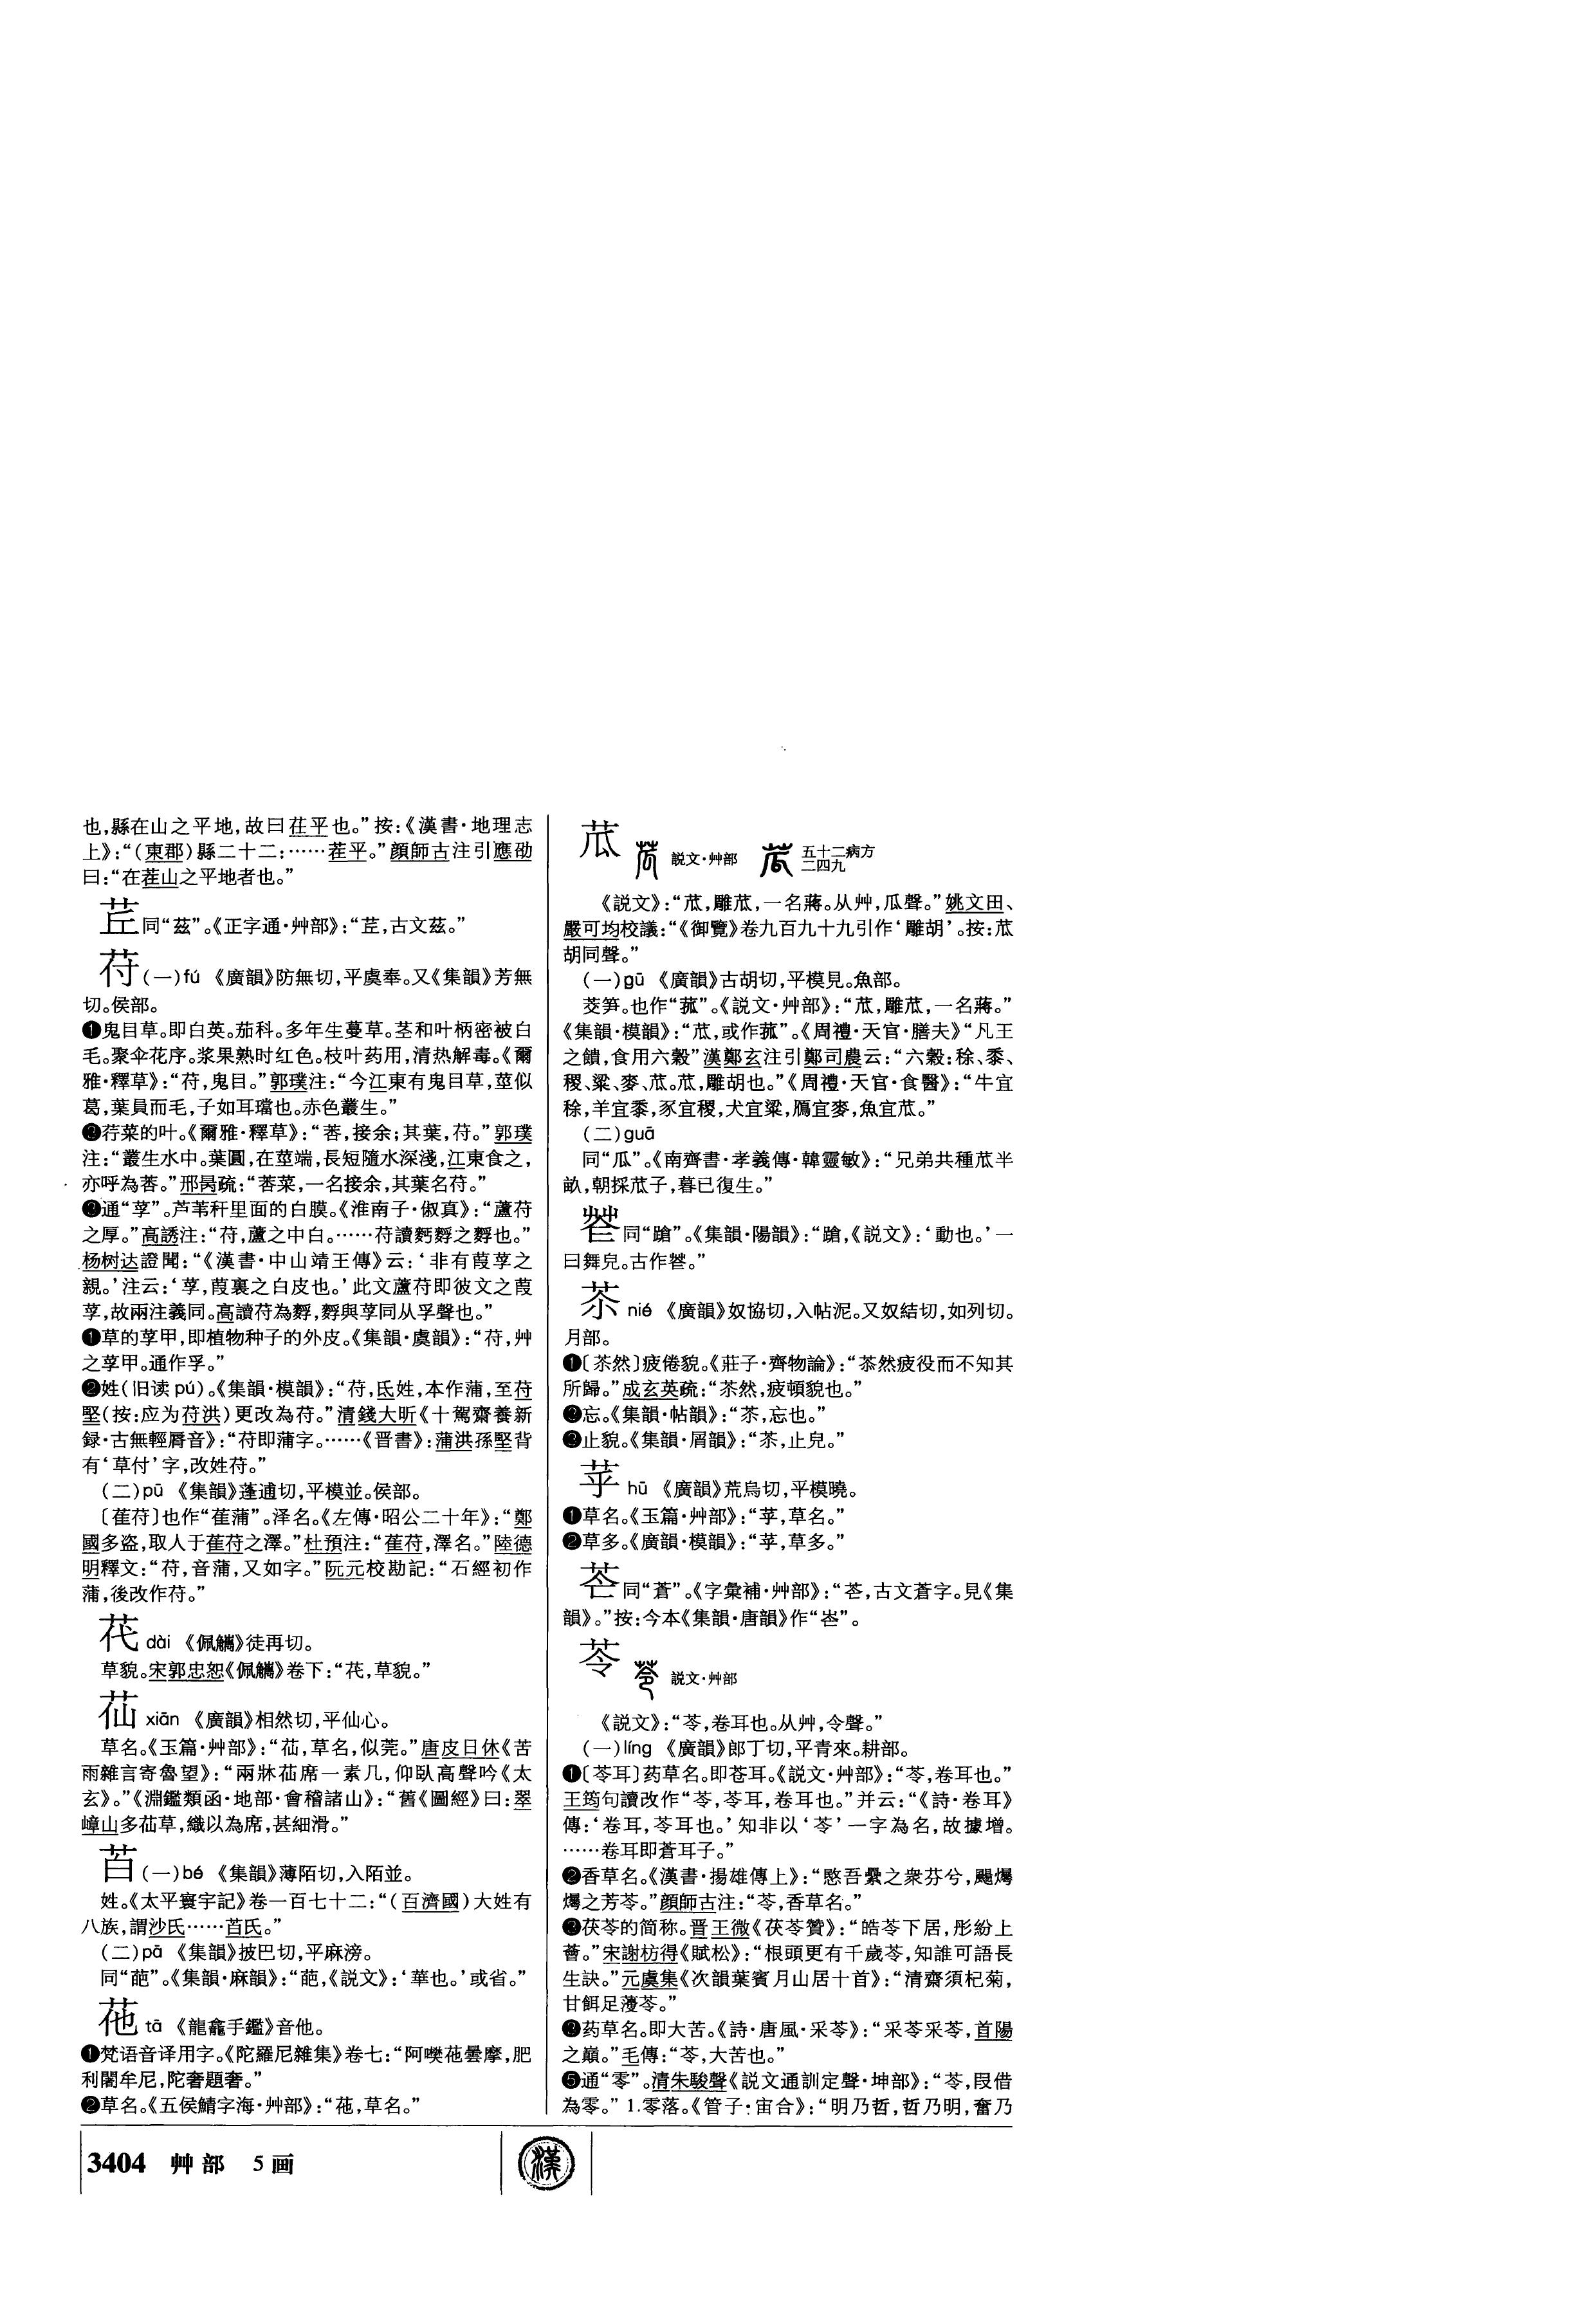 也,縣在山之平地,故曰茌平也。”按:《漢書·地理志
上》:“(東郡)縣二十二:……茬平。”顔師古注引應劭
曰:“在茬山之平地者也。”
芷同“茲”。《正字通·艸部》:“芷,古文茲。”
苻(一)fú 《廣韻》防無切,平虞奉。又《集韻》芳無
切。侯部。
❶鬼目草。即白英。茄科。多年生蔓草。茎和叶柄密被白
毛。聚伞花序。浆果熟时红色。枝叶药用,清热解毒。《爾
雅·釋草》:“苻,鬼目。”郭璞注:“今江東有鬼目草,莖似
葛,葉員而毛,子如耳璫也。赤色叢生。”
❷荇菜的叶。《爾雅·釋草》:“莕,接余;其葉,苻。”郭璞
注:“叢生水中。葉圓,在莖端,長短隨水深淺,江東食之,
亦呼為莕。”邢昺疏:“莕菜,一名接余,其葉名苻。”
❸通“莩”。芦苇秆里面的白膜。《淮南子·俶真》:“蘆苻
之厚。”高誘注:“苻,蘆之中白。……苻讀麪䴸之䴸也。”
杨树达證聞:“《漢書·中山靖王傳》云:‘非有葭莩之
親。’注云:‘莩,葭裏之白皮也。’此文蘆苻即彼文之葭
莩,故兩注義同。高讀苻為䴸,䴸與莩同从孚聲也。”
❶草的莩甲,即植物种子的外皮。《集韻·虞韻》:“苻,艸
之莩甲。通作孚。”
❷姓(旧读 pú)。《集韻·模韻》:“苻,氐姓,本作蒲,至苻
堅(按:应为苻洪)更改為苻。”清錢大昕《十駕齋養新
録·古無輕脣音》:“苻即蒲字。……《晋書》:蒲洪孫堅背
有‘草付’字,改姓苻。”
(二)pū 《集韻》蓬逋切,平模並。侯部。
〔萑苻〕也作“萑蒲”。泽名。《左傳·昭公二十年》:“鄭
國多盗,取人于萑苻之澤。”杜預注:“萑苻,澤名。”陸德
明釋文:“苻,音蒲,又如字。”阮元校勘記:“石經初作
蒲,後改作苻。”
茋 dài 《佩觿》徒再切。
草貌。宋郭忠恕《佩觿》卷下:“，草貌。”
苮 xiān 《廣韻》相然切,平仙心。
草名。《玉篇·艸部》:“苮,草名,似莞。”唐皮日休《苦
雨雜言寄魯望》:“兩牀苮席一素几,仰臥高聲吟《太
玄》。”《淵鑑類函·地部·會稽諸山》:“舊《圖經》曰:翠
嶂山多苮草,織以為席,甚細滑。”
苩(一)bé 《集韻》薄陌切,入陌並。
姓。《太平寰宇記》卷一百七十二:“(百濟國)大姓有
八族,謂沙氏……苩氏。”
(二)pā 《集韻》披巴切,平麻滂。
同“葩”。《集韻·麻韻》:“葩,《説文》:‘華也。’或省。”
𦭾 tā 《龍龕手鑑》音他。
❶梵语音译用字。《陀羅尼雜集》卷七:“阿㗚曇摩,肥
利闍牟尼,陀奢題奢。”
❷草名。《五侯鯖字海·艸部》:“,草名。”
苽 説文·艸部 五十二病方
二四九
《説文》:“苽,雕苽,一名蔣。从艸,瓜聲。”姚文田、
嚴可均校議:“《御覽》卷九百九十九引作‘雕胡’。按:苽
胡同聲。”
(一)gū 《廣韻》古胡切,平模見。魚部。
茭笋。也作“菰”。《説文·艸部》:“苽,雕苽,一名蔣。”
《集韻·模韻》:“苽,或作菰”。《周禮·天官·膳夫》“凡王
之饋,食用六穀”漢鄭玄注引鄭司農云:“六穀:稌、黍、
稷、粱、麥、苽。苽,雕胡也。”《周禮·天官·食醫》:“牛宜
稌,羊宜黍,豕宜稷,犬宜粱,鴈宜麥,魚宜苽。”
(二)guā
同“瓜”。《南齊書·孝義傳·韓靈敏》:“兄弟共種苽半
畝,朝採苽子,暮已復生。”
同“蹌”。《集韻·陽韻》:“蹌,《説文》:‘動也。’一
曰舞皃。古作。”
苶 nié 《廣韻》奴協切,入帖泥。又奴結切,如列切。
月部。
❶〔苶然〕疲倦貌。《莊子·齊物論》:“苶然疲役而不知其
所歸。”成玄英疏:“苶然,疲頓貌也。”
❷忘。《集韻·帖韻》:“苶,忘也。”
❸止貌。《集韻·屑韻》:“苶,止皃。”
苸 hū 《廣韻》荒烏切,平模曉。
❶草名。《玉篇·艸部》:“苸,草名。”
❷草多。《廣韻·模韻》:“苸,草多。”
同“蒼”。《字彙補·艸部》:“,古文蒼字。見《集
韻》。”按:今本《集韻·唐韻》作“”。
苓 説文·艸部
《説文》:“苓,卷耳也。从艸,令聲。”
(一)líng 《廣韻》郎丁切,平青來。耕部。
❶〔苓耳〕药草名。即苍耳。《説文·艸部》:“苓,卷耳也。”
王筠句讀改作“苓,苓耳,卷耳也。”并云:“《詩·卷耳》
傳:‘卷耳,苓耳也。’知非以‘苓’一字為名,故據增。
……卷耳即蒼耳子。”
❷香草名。《漢書·揚雄傳上》:“愍吾纍之衆芬兮,颺爗
爗之芳苓。”顔師古注:“苓,香草名。”
❸茯苓的简称。晋王微《茯苓贊》:“皓苓下居,彤紛上
薈。”宋謝枋得《賦松》:“根頭更有千歲苓,知誰可語長
生訣。”元虞集《次韻葉賓月山居十首》:“清齋須杞菊,
甘餌足薓苓。”
❸药草名。即大苦。《詩·唐風·采苓》:“采苓采苓,首陽
之巔。”毛傳:“苓,大苦也。”
❺通“零”。清朱駿聲《説文通訓定聲·坤部》:“苓,叚借
為零。” 1.零落。《管子·宙合》:“明乃哲,哲乃明,奮乃
3404 艸部 5画
漢